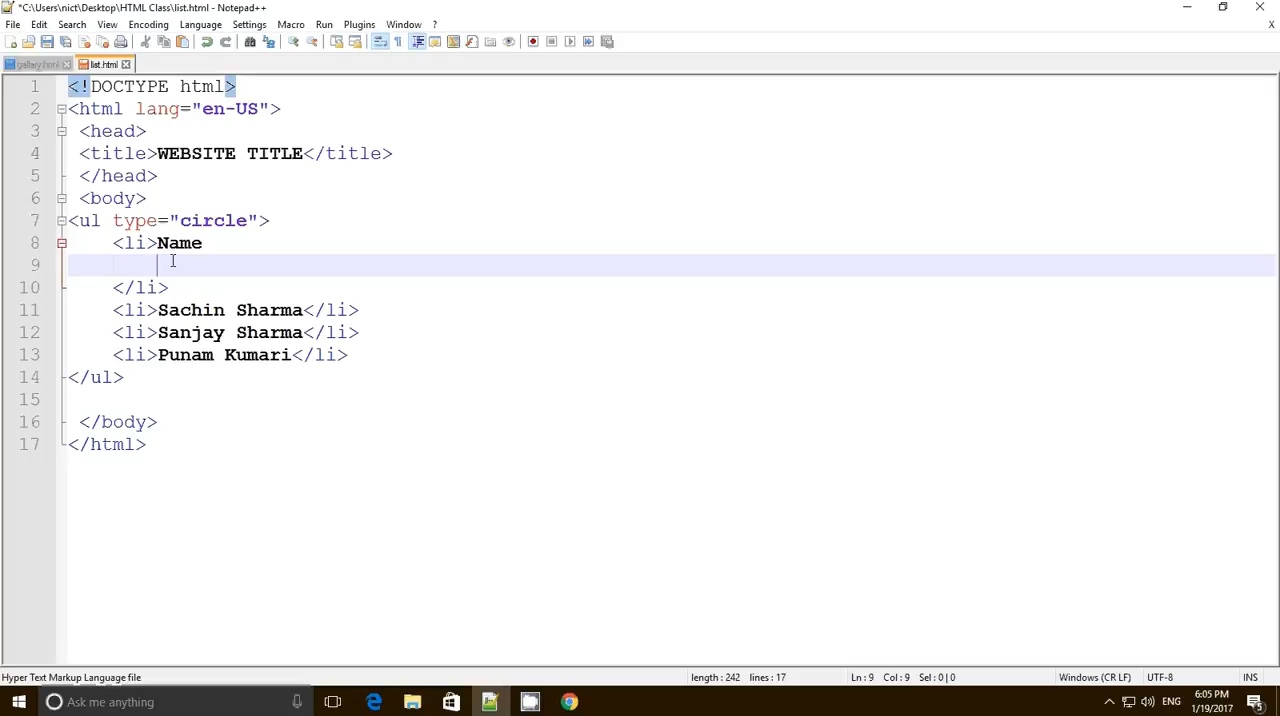 *C:\Users\nict\Desktop\HTML Class\list.html - Notepad++
File Edit Search View Encoding Language Settings Macro Run Plugins Window ? X
gallary.html list.html
1 <!DOCTYPE html>
2 <html lang="en-US">
3 <head>
4 <title>WEBSITE TITLE</title>
5 </head>
6 <body>
7 <ul type="circle">
8 <li>Name
9
10 </li>
11 <li>Sachin Sharma</li>
12 <li>Sanjay Sharma</li>
13 <li>Punam Kumari</li>
14 </ul>
15
16 </body>
17 </html>
Hyper Text Markup Language file length : 242 lines : 17 Ln : 9 Col : 9 Sel : 0 | 0 Windows (CR LF) UTF-8 INS
Ask me anything ENG 6:05 PM
1/19/2017